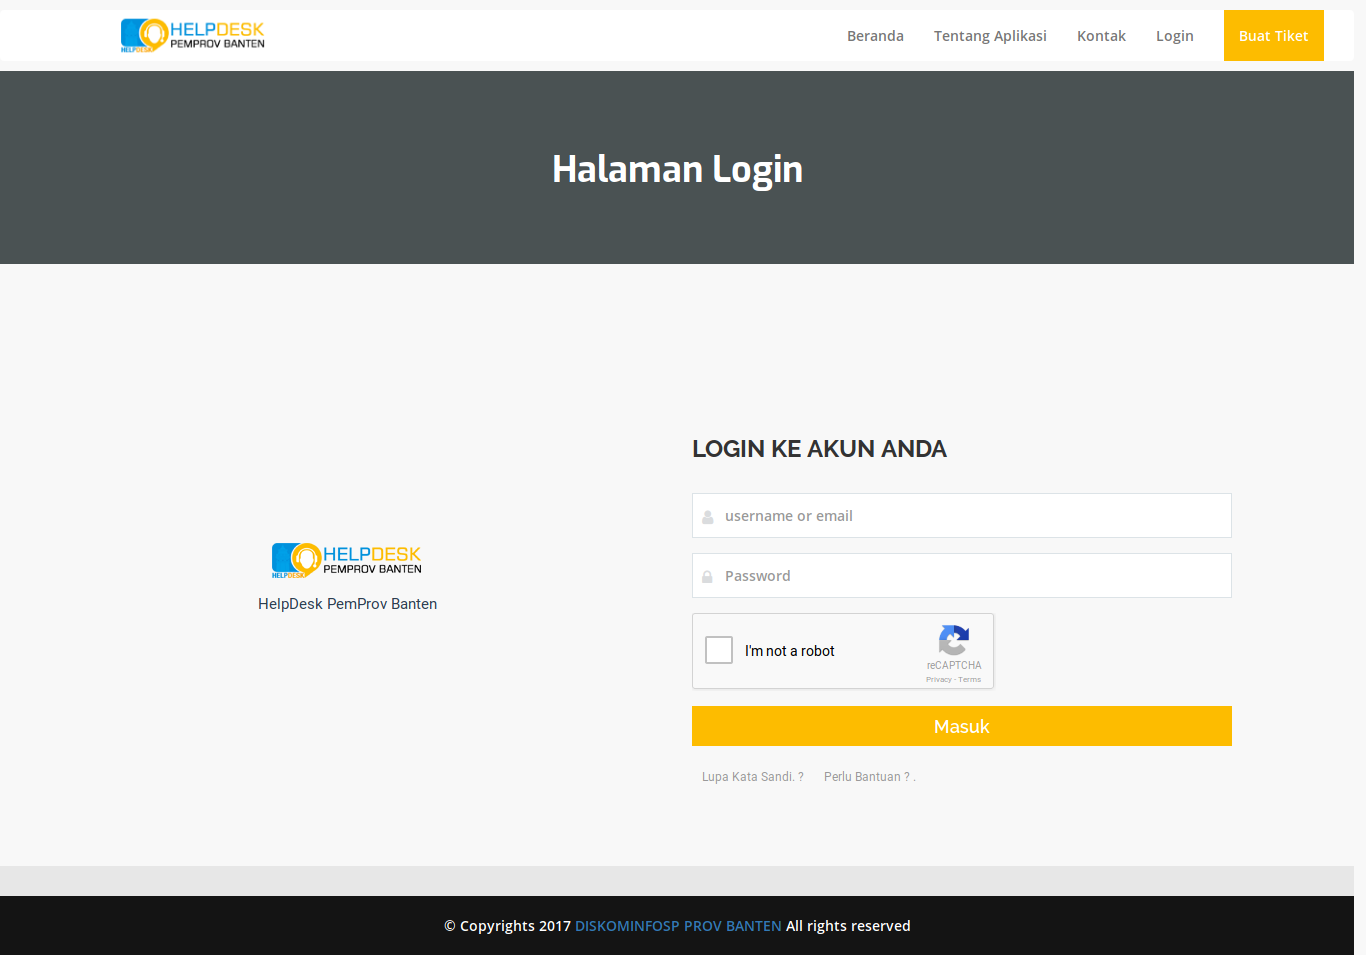 HELPDESK
PEMPROV BANTEN
HELPDESK
Beranda Tentang Aplikasi Kontak Login Buat Tiket
Halaman Login
LOGIN KE AKUN ANDA
username or email
Password
HELPDESK
PEMPROV BANTEN
HELPDESK
HelpDesk PemProv Banten
I'm not a robot
reCAPTCHA
Privacy - Terms
Masuk
Lupa Kata Sandi. ? Perlu Bantuan ? .
© Copyrights 2017 DISKOMINFOSP PROV BANTEN All rights reserved